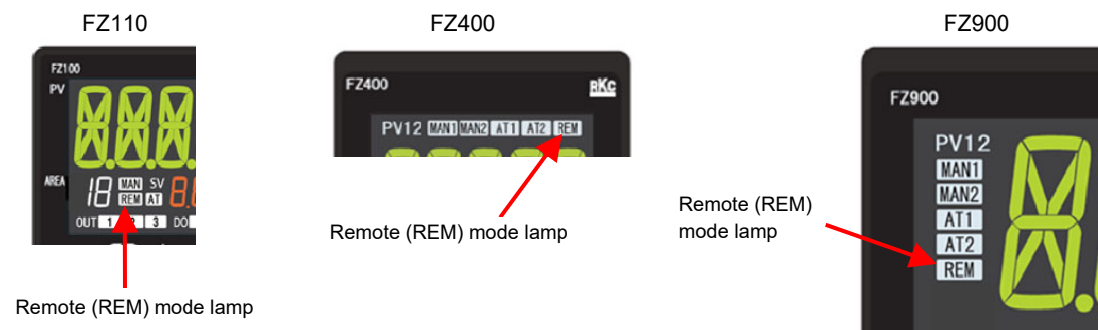 FZ110
FZ100
PV
AREA
18 MAN SV
REM AT
OUT 1 2 3 DO
Remote (REM) mode lamp
FZ400
FZ400 RKC
PV12 MAN1 MAN2 AT1 AT2 REM
Remote (REM) mode lamp
FZ900
FZ900
PV12
MAN1
MAN2
AT1
AT2
REM
Remote (REM)
mode lamp